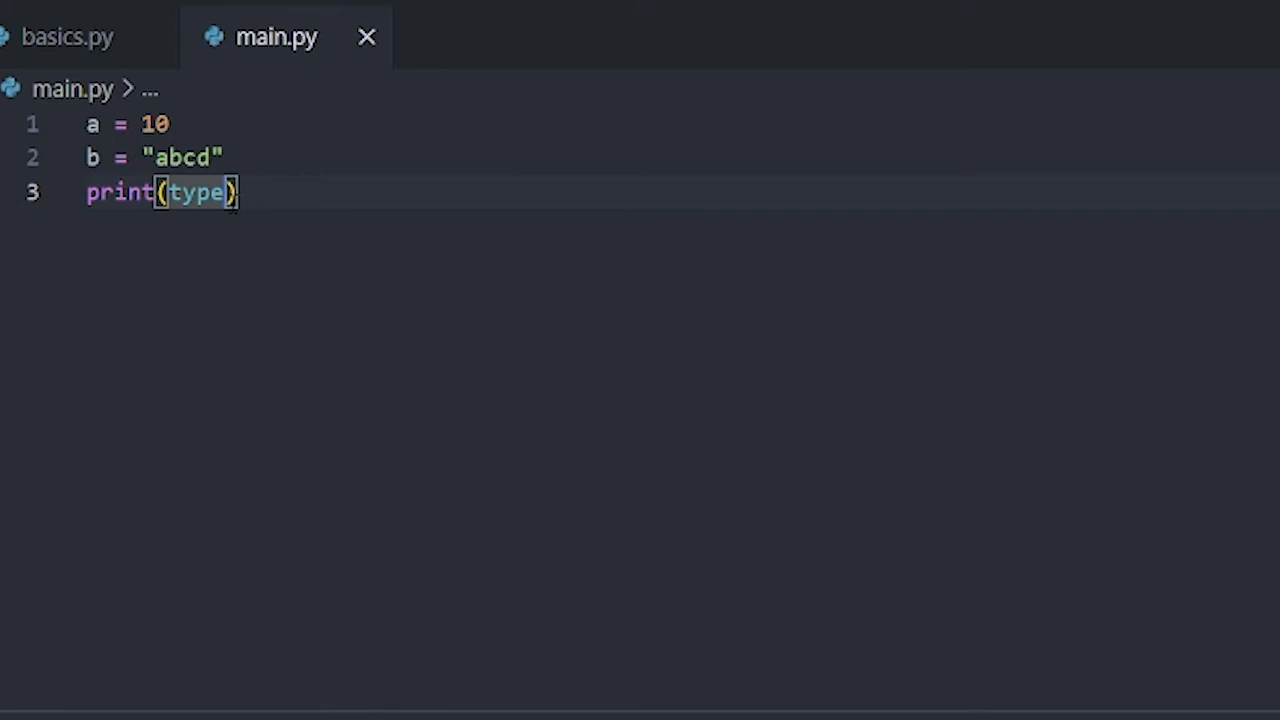 basics.py
main.py
main.py > ...
1 a = 10
2 b = "abcd"
3 print(type)